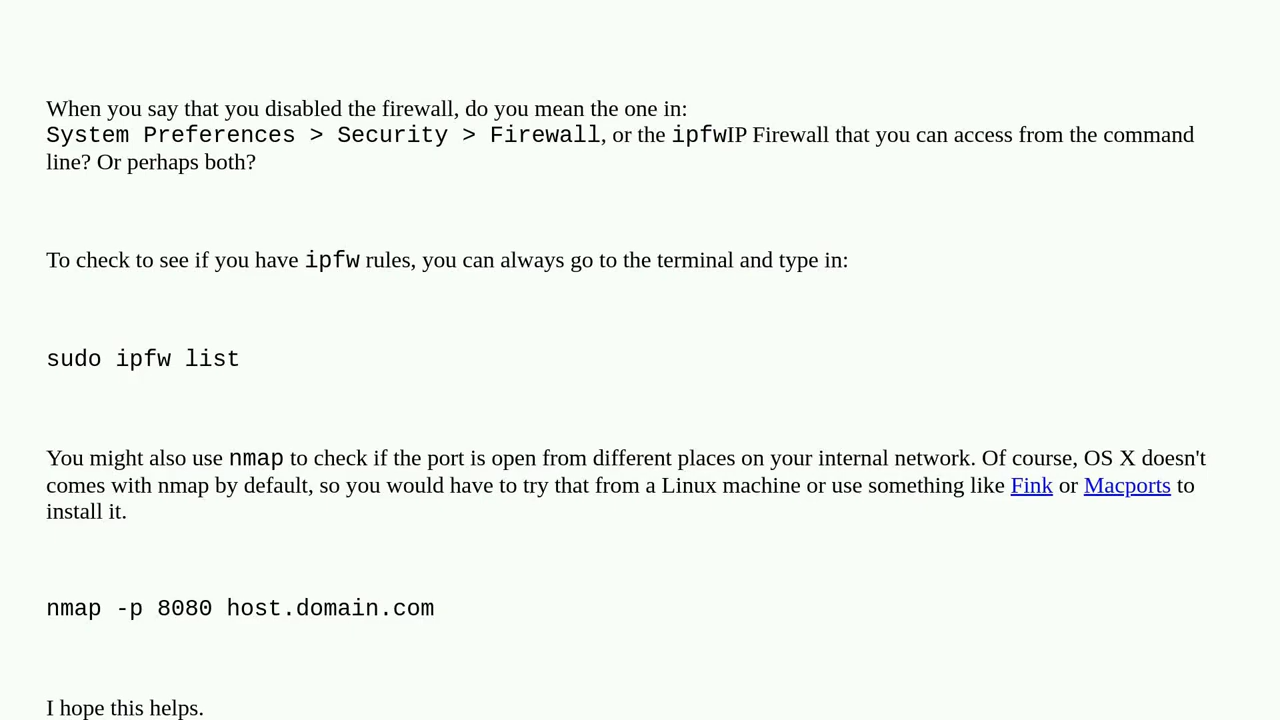 When you say that you disabled the firewall, do you mean the one in:
System Preferences > Security > Firewall, or the ipfwIP Firewall that you can access from the command
line? Or perhaps both?
To check to see if you have ipfw rules, you can always go to the terminal and type in:
sudo ipfw list
You might also use nmap to check if the port is open from different places on your internal network. Of course, OS X doesn't
comes with nmap by default, so you would have to try that from a Linux machine or use something like Fink or Macports to
install it.
nmap -p 8080 host.domain.com
I hope this helps.